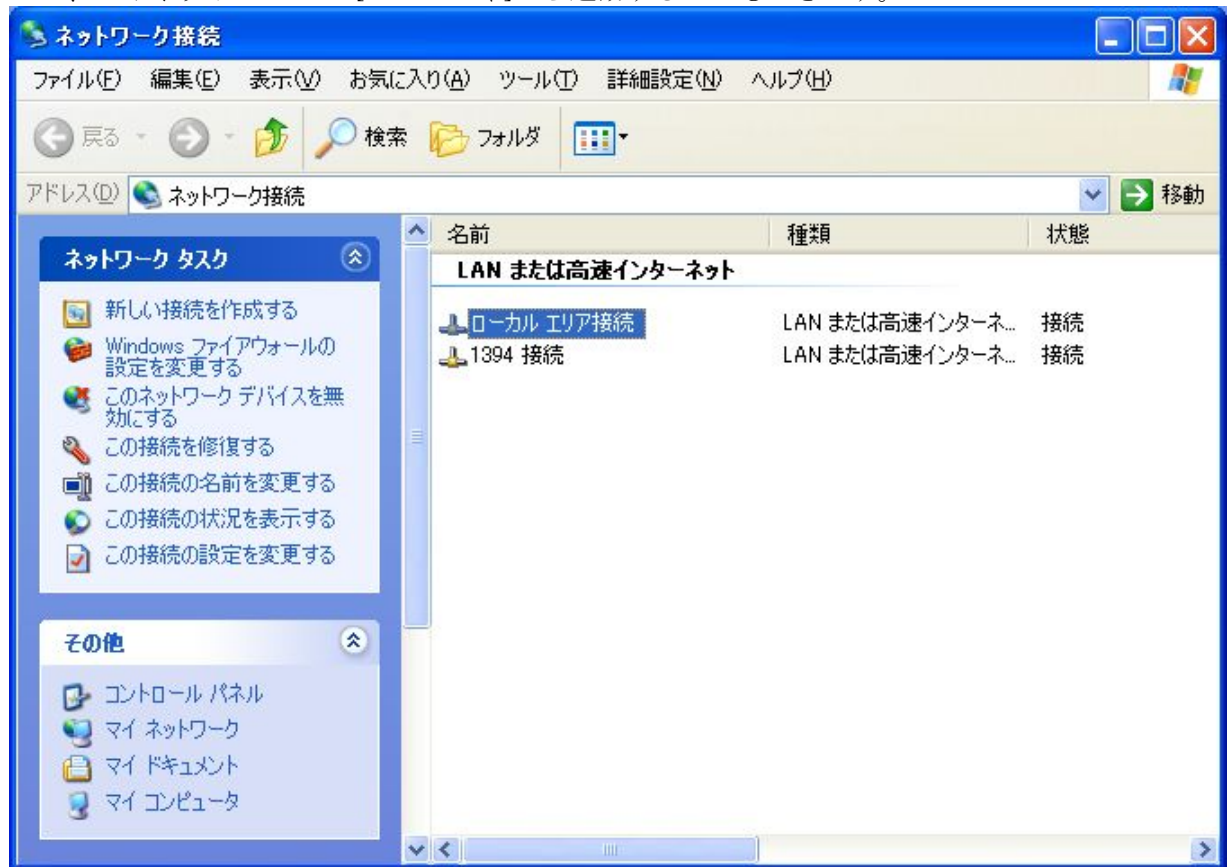 ネットワーク接続
ファイル(F) 編集(E) 表示(V) お気に入り(A) ツール(T) 詳細設定(N) ヘルプ(H)
戻る 検索 フォルダ
アドレス(D) ネットワーク接続 移動
ネットワーク タスク
新しい接続を作成する
Windows ファイアウォールの
設定を変更する
このネットワーク デバイスを無
効にする
この接続を修復する
この接続の名前を変更する
この接続の状況を表示する
この接続の設定を変更する
その他
コントロール パネル
マイ ネットワーク
マイ ドキュメント
マイ コンピュータ
名前 種類 状態
LAN または高速インターネット
ローカル エリア接続 LAN または高速インターネ... 接続
1394 接続 LAN または高速インターネ... 接続